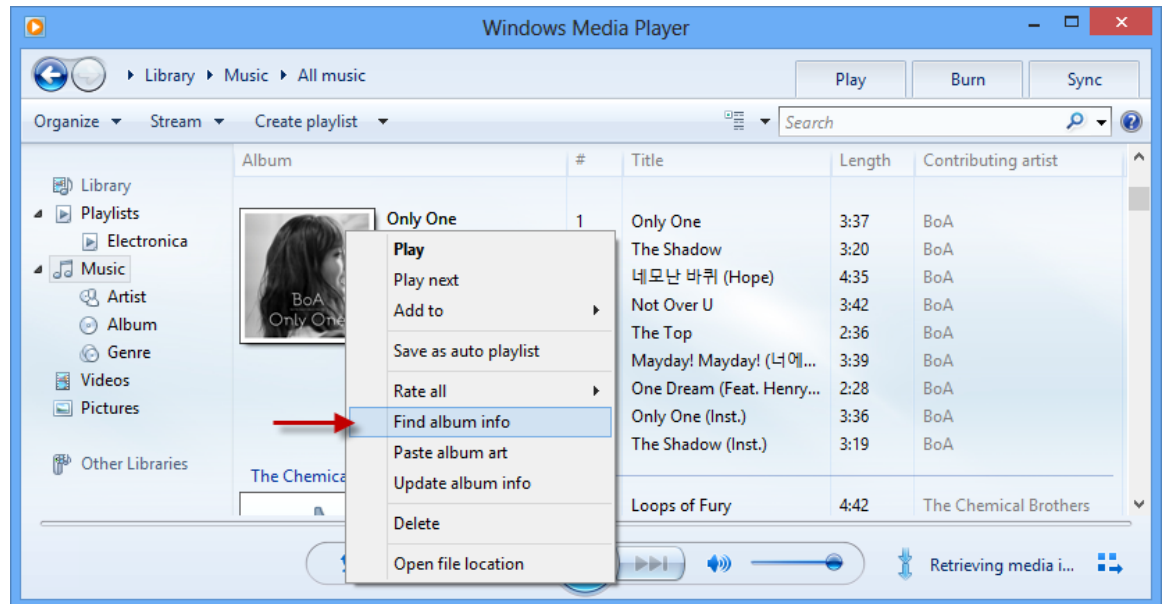 Windows Media Player
Library Music All music
Play Burn Sync
Organize Stream Create playlist Search
Album # Title Length Contributing artist
Library
Playlists
Electronica
Music
Artist
Album
Genre
Videos
Pictures
Other Libraries
BoA
Only One
Only One
1 Only One 3:37 BoA
The Shadow 3:20 BoA
네모난 바퀴 (Hope) 4:35 BoA
Not Over U 3:42 BoA
The Top 2:36 BoA
Mayday! Mayday! (너에... 3:39 BoA
One Dream (Feat. Henry... 2:28 BoA
Only One (Inst.) 3:36 BoA
The Shadow (Inst.) 3:19 BoA
The Chemica
Loops of Fury 4:42 The Chemical Brothers
Play
Play next
Add to
Save as auto playlist
Rate all
Find album info
Paste album art
Update album info
Delete
Open file location
Retrieving media i...